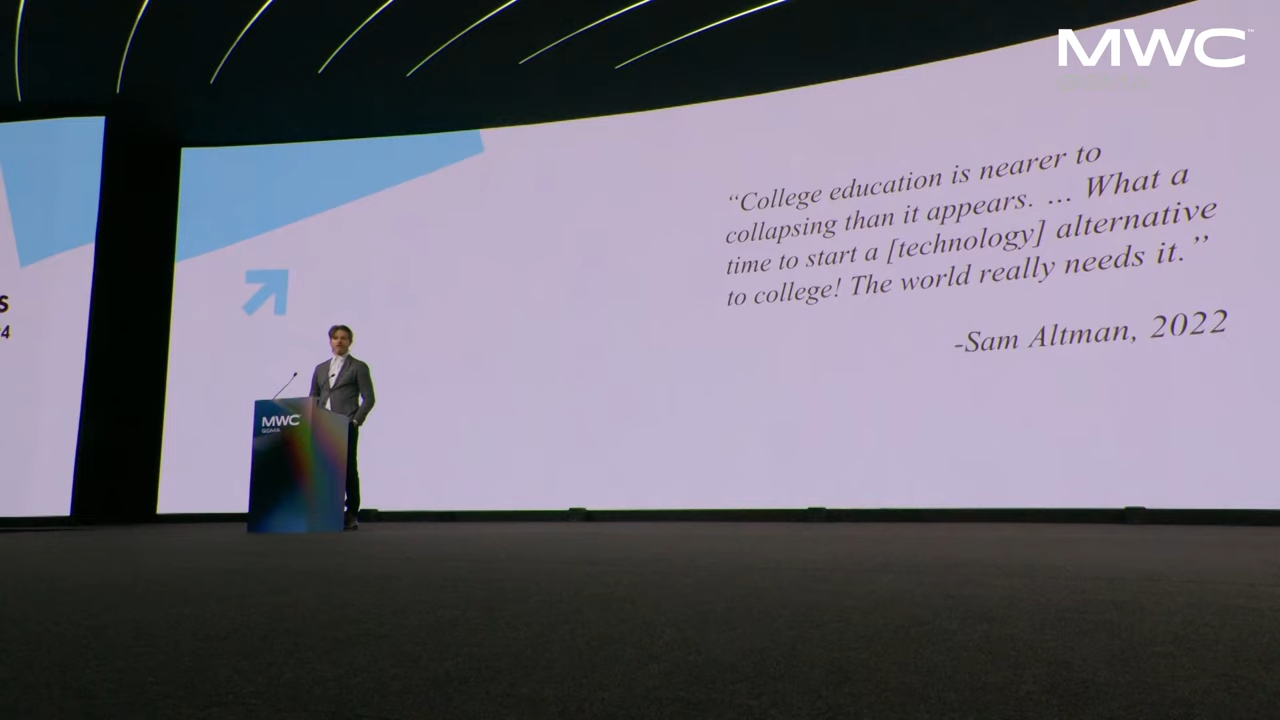 MWC
"College education is nearer to
collapsing than it appears. ... What a
time to start a [technology] alternative
to college! The world really needs it."
-Sam Altman, 2022
S
4
MWC